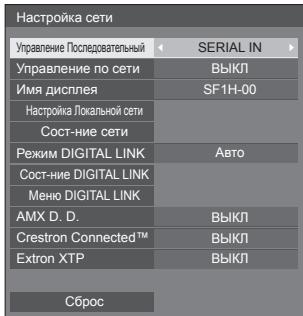 Настройка сети
Управление Последовательный SERIAL IN
Управление по сети ВЫКЛ
Имя дисплея SF1H-00
Настройка Локальной сети
Сост-ние сети
Режим DIGITAL LINK Авто
Сост-ние DIGITAL LINK
Меню DIGITAL LINK
AMX D. D. ВЫКЛ
Crestron Connected™ ВЫКЛ
Extron XTP ВЫКЛ
Сброс